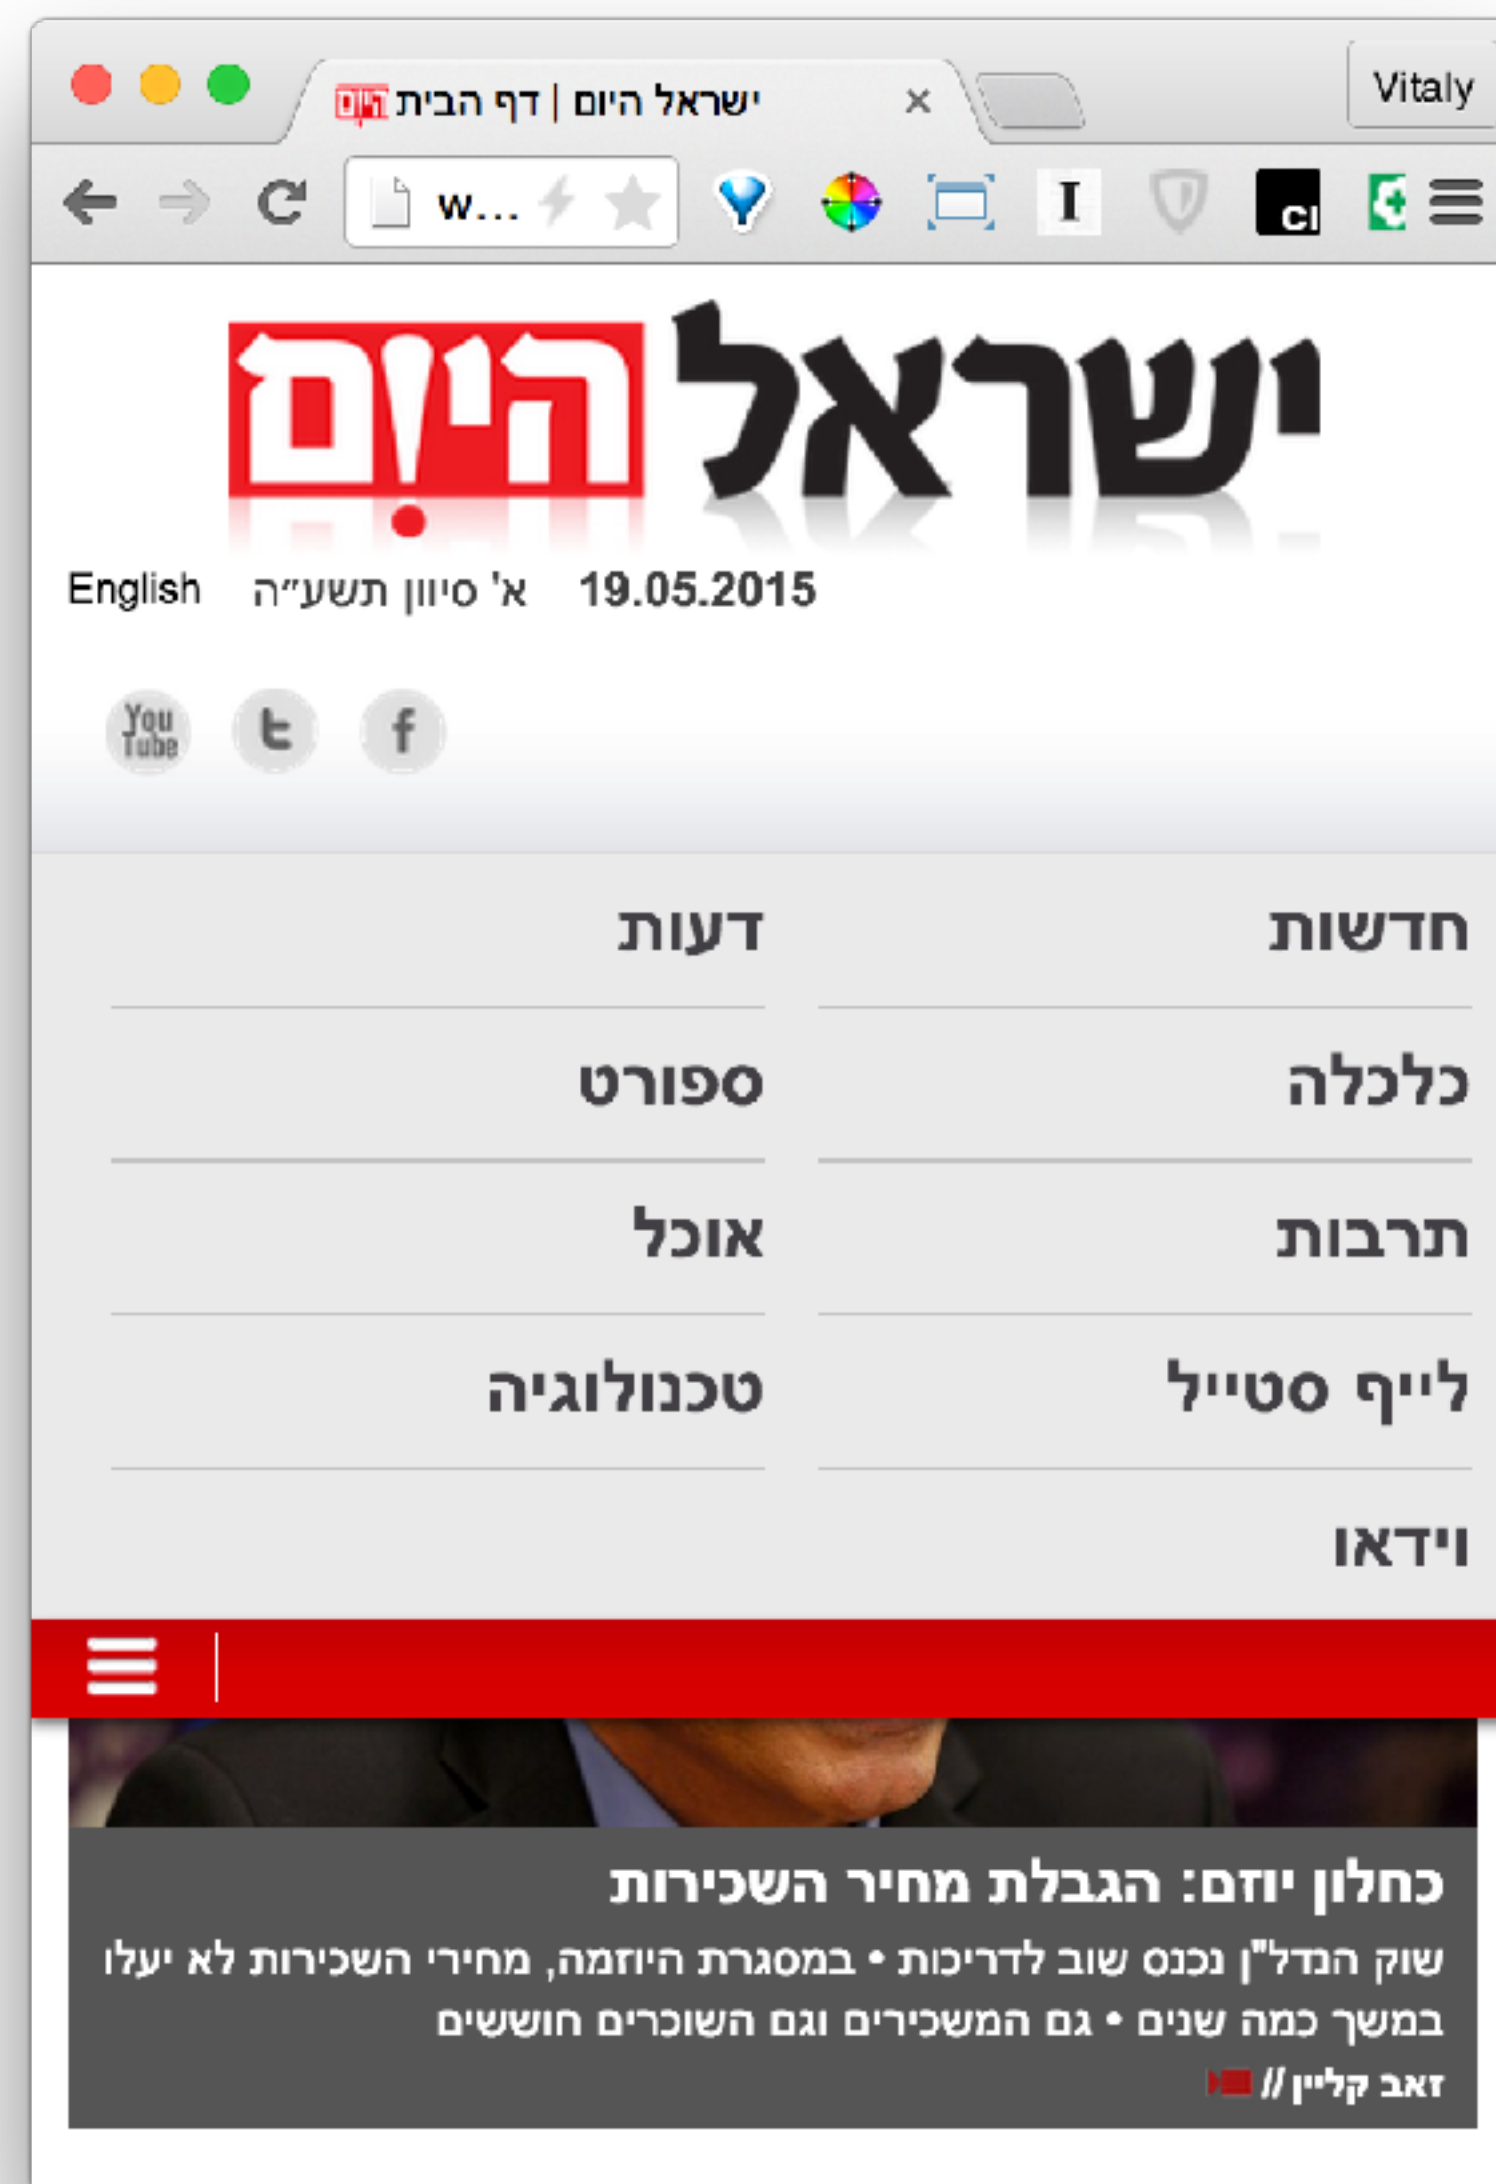 ישראל היום | דף הבית
Vitaly
w...
I
CI
ישראל היום
19.05.2015 א' סיוון תשע״ה English
You Tube t f
חדשות דעות
כלכלה ספורט
תרבות אוכל
לייף סטייל טכנולוגיה
וידאו
כחלון יוזם: הגבלת מחיר השכירות
שוק הנדל"ן נכנס שוב לדריכות • במסגרת היוזמה, מחירי השכירות לא יעלו
במשך כמה שנים • גם המשכירים וגם השוכרים חוששים
זאב קליין //